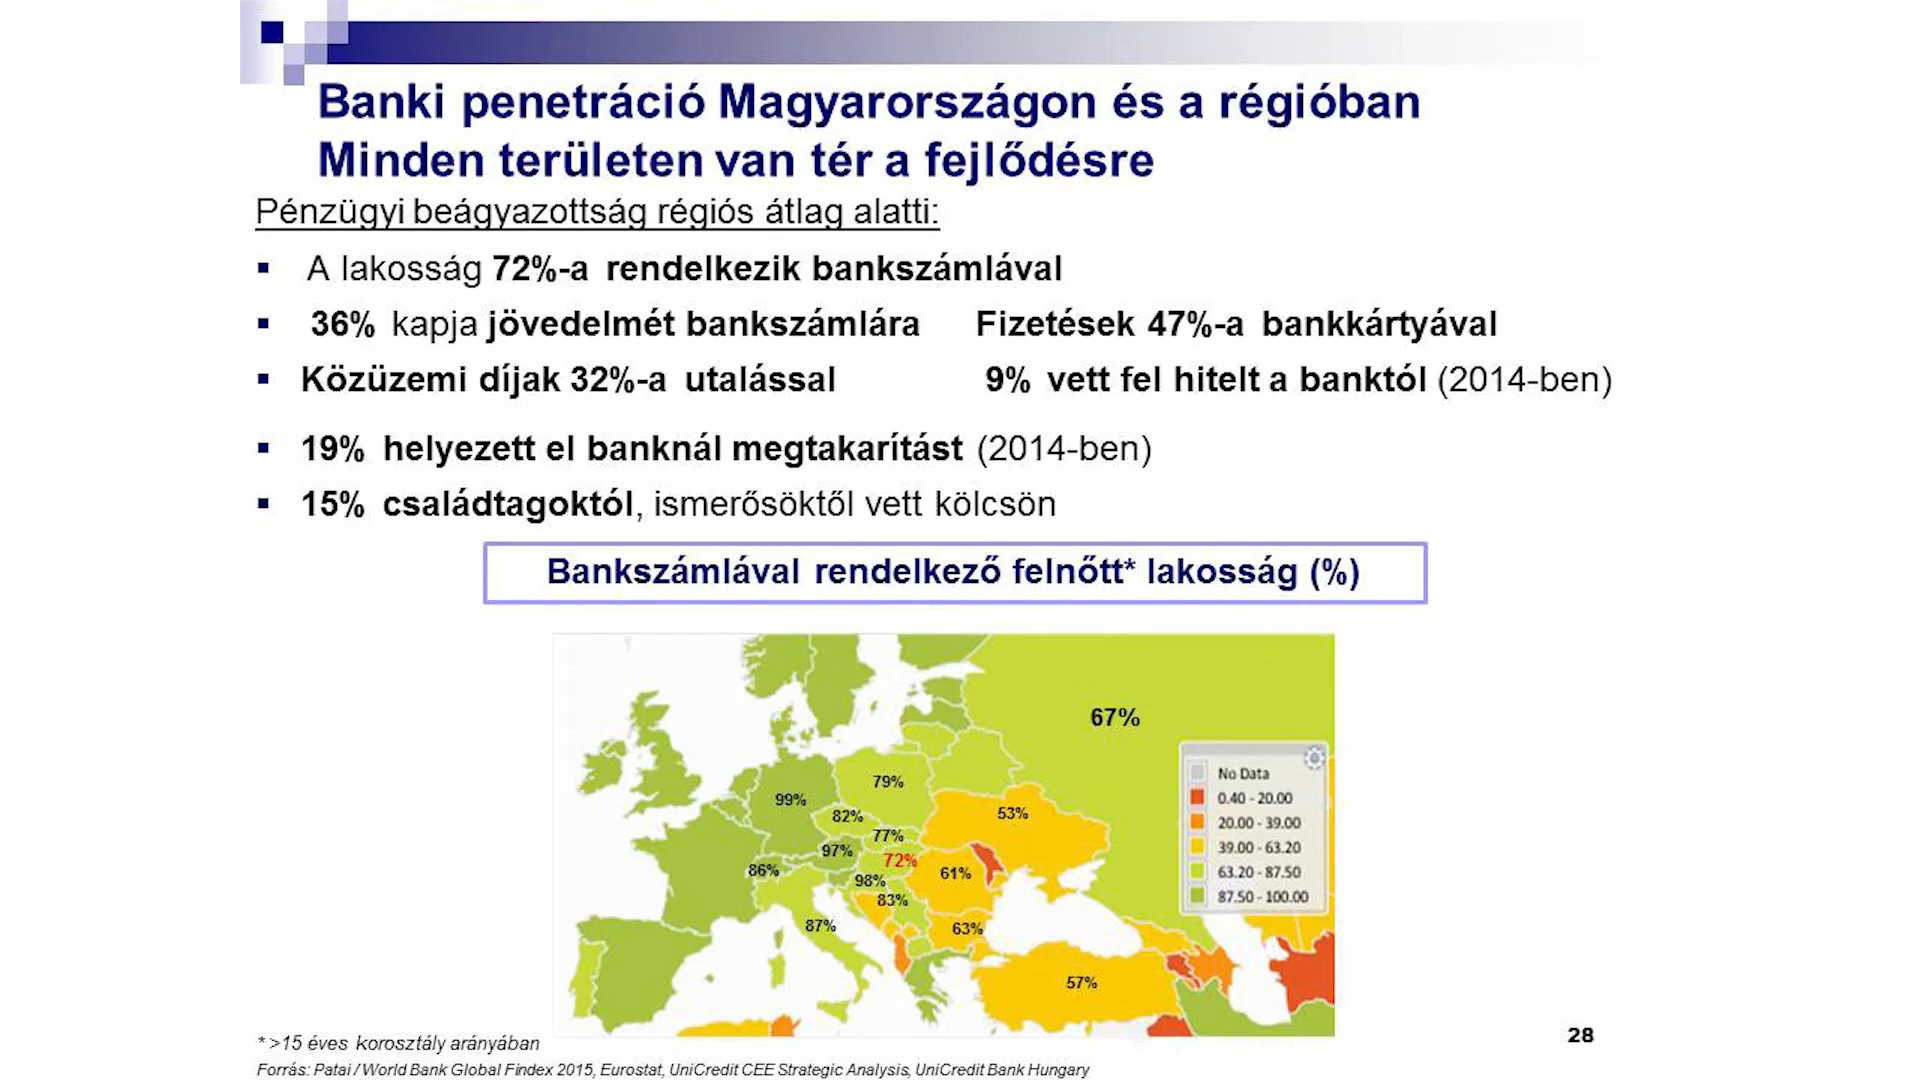 Banki penetráció Magyarországon és a régióban
Minden területen van tér a fejlődésre
Pénzügyi beágyazottság régiós átlag alatti:
▪ A lakosság 72%-a rendelkezik bankszámlával
▪ 36% kapja jövedelmét bankszámlára Fizetések 47%-a bankkártyával
▪ Közüzemi díjak 32%-a utalással 9% vett fel hitelt a banktól (2014-ben)
▪ 19% helyezett el banknál megtakarítást (2014-ben)
▪ 15% családtagoktól, ismerősöktől vett kölcsön
Bankszámlával rendelkező felnőtt* lakosság (%)
67%
79%
99%
82%
53%
77%
97%
72%
86%
61%
98%
83%
87%
63%
57%
No Data
0.40 - 20.00
20.00 - 39.00
39.00 - 63.20
63.20 - 87.50
87.50 - 100.00
* >15 éves korosztály arányában
28
Forrás: Patai / World Bank Global Findex 2015, Eurostat, UniCredit CEE Strategic Analysis, UniCredit Bank Hungary